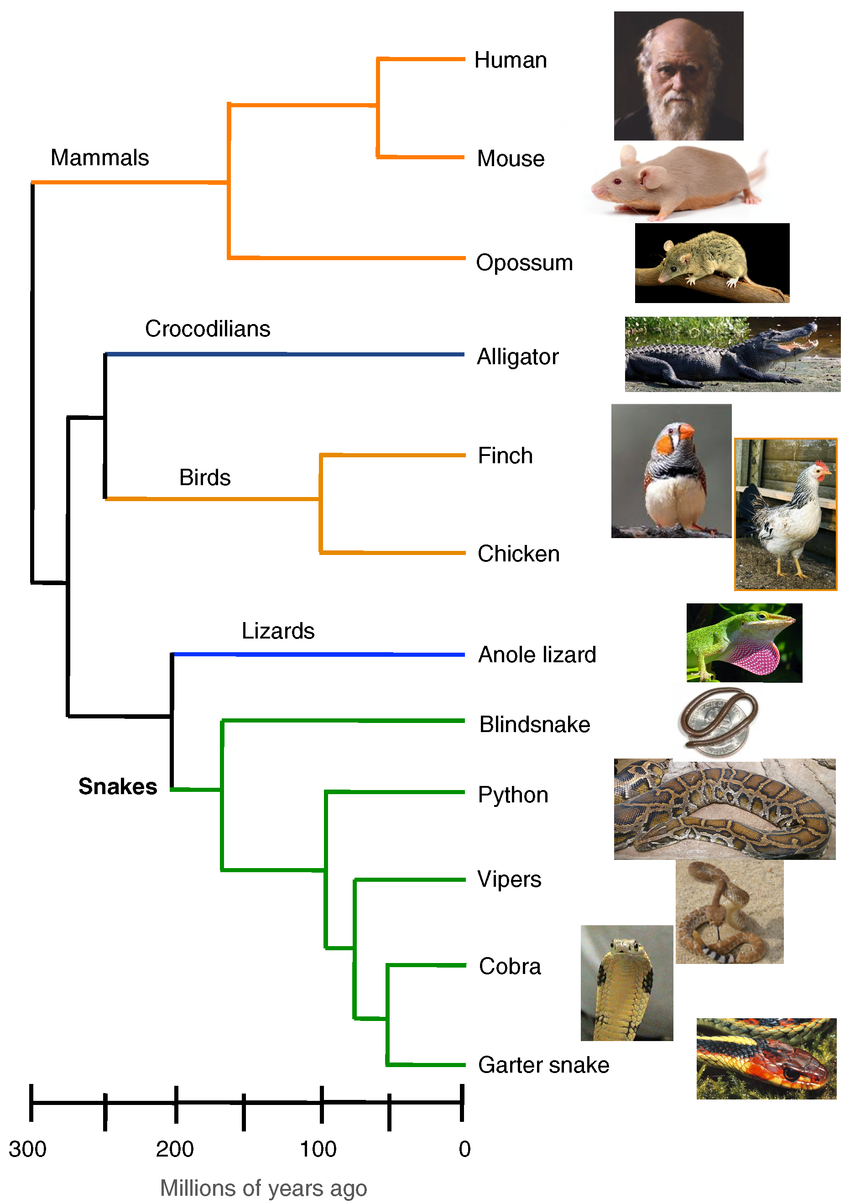 Human
Mammals
Mouse
Opossum
Crocodilians
Alligator
Finch
Birds
Chicken
Lizards
Anole lizard
Blindsnake
Snakes
Python
Vipers
Cobra
Garter snake
300 200 100 0
Millions of years ago